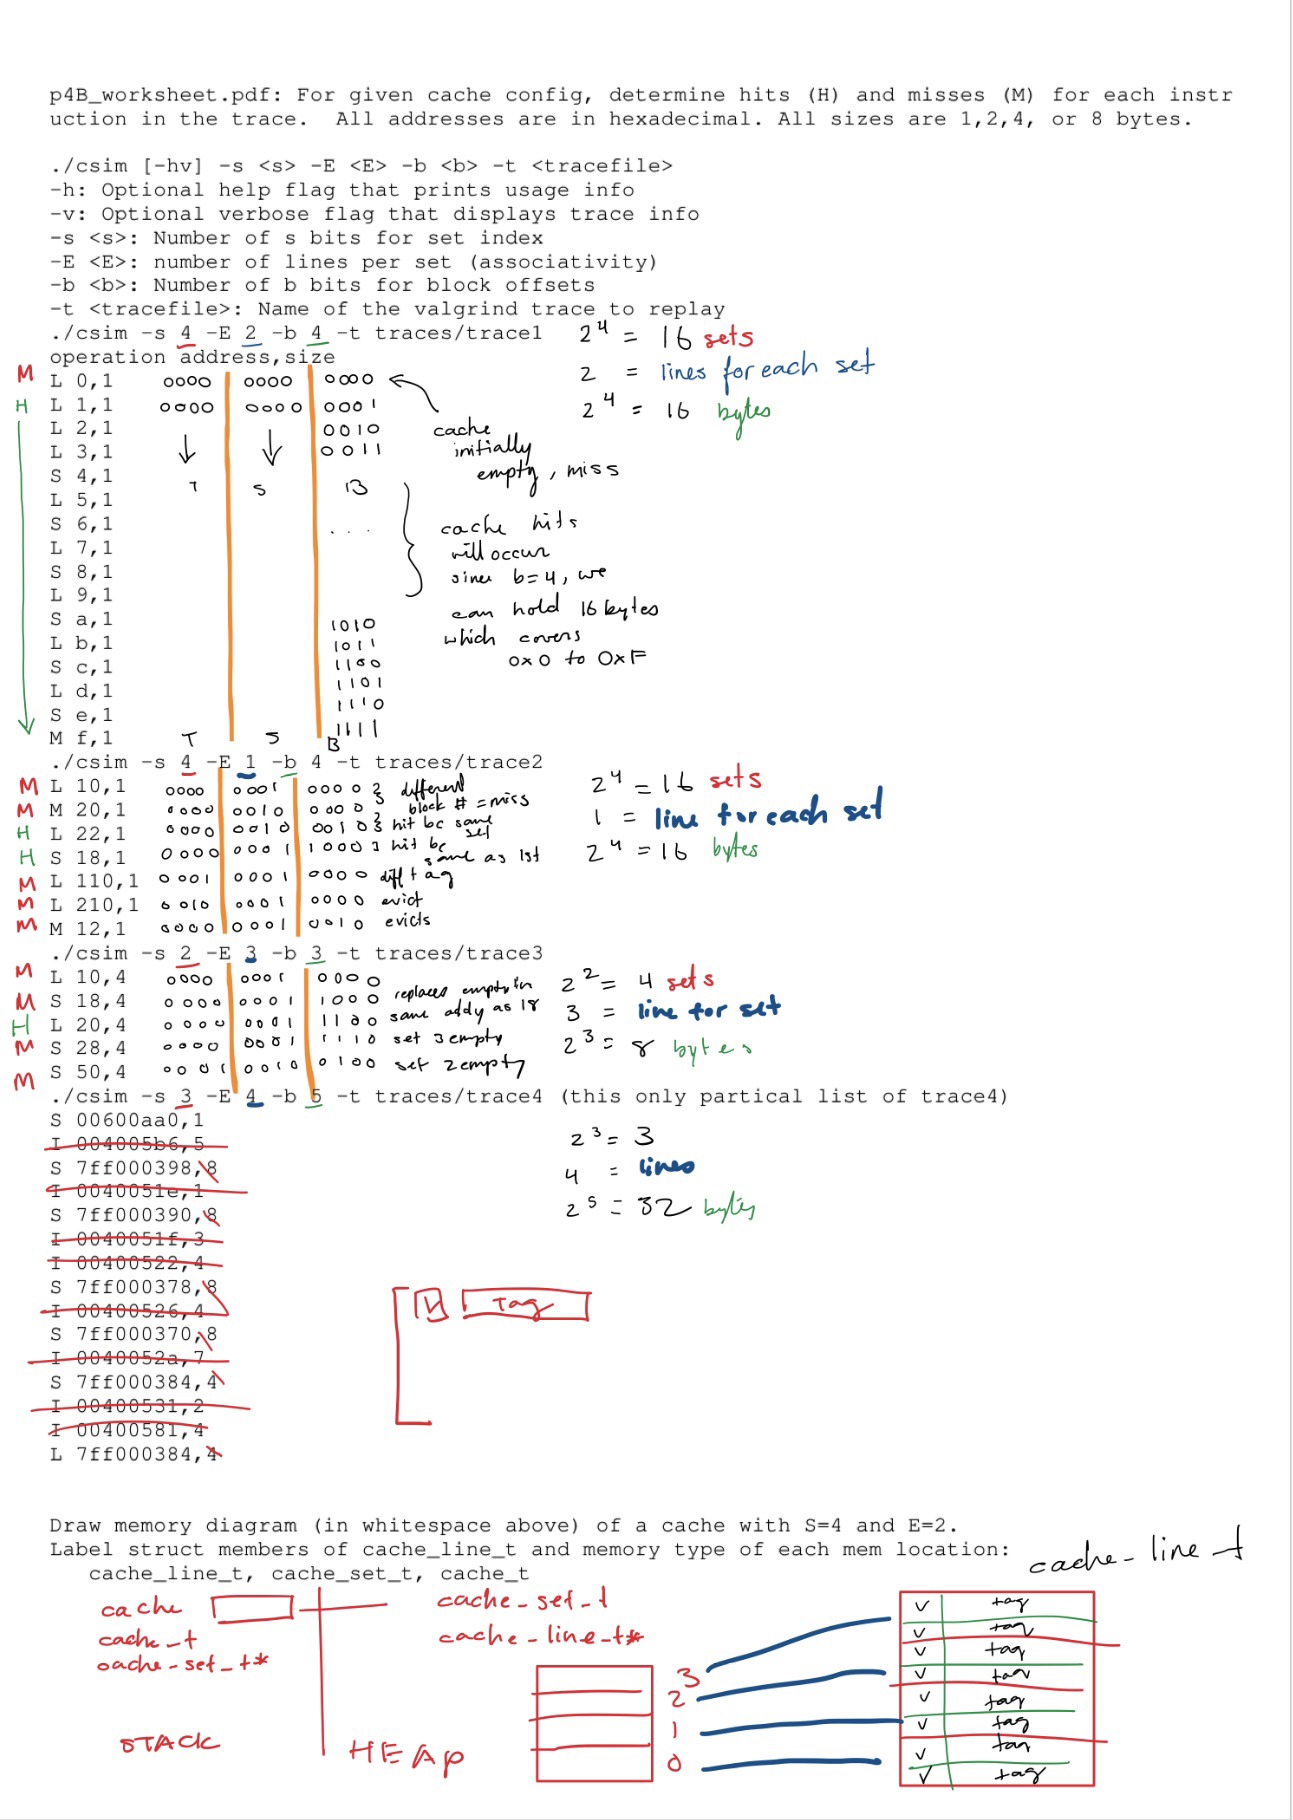 p4B_worksheet.pdf: For given cache config, determine hits (H) and misses (M) for each instr
uction in the trace.  All addresses are in hexadecimal. All sizes are 1,2,4, or 8 bytes.
./csim [-hv] -s <s> -E <E> -b <b> -t <tracefile>
-h: Optional help flag that prints usage info
-v: Optional verbose flag that displays trace info
-s <s>: Number of s bits for set index
-E <E>: number of lines per set (associativity)
-b <b>: Number of b bits for block offsets
-t <tracefile>: Name of the valgrind trace to replay
./csim -s 4 -E 2 -b 4 -t traces/trace1 2^4 = 16 sets
operation address,size
2 = lines for each set
M L 0,1 0000 0000 0000
H L 1,1 0000 0000 0001 2^4 = 16 bytes
L 2,1 0010 cache
L 3,1 0011 initially
S 4,1 empty, miss
T S B
L 5,1
S 6,1 . . . cache hits
L 7,1 will occur
S 8,1 since b=4, we
L 9,1 can hold 16 bytes
S a,1 1010
L b,1 1011 which covers
S c,1 1100 0x0 to 0xF
L d,1 1101
S e,1 1110
M f,1 1111
T S B
./csim -s 4 -E 1 -b 4 -t traces/trace2
M L 10,1 0000 0001 0000 different 2^4 = 16 sets
M M 20,1 0000 0010 0000 block # = miss 1 = line for each set
H L 22,1 0000 0010 0010 hit bc same set
H S 18,1 0000 0001 1000 hit bc same as 1st 2^4 = 16 bytes
M L 110,1 0001 0001 0000 diff tag
M L 210,1 0010 0001 0000 evict
M M 12,1 0000 0001 0010 evicts
./csim -s 2 -E 3 -b 3 -t traces/trace3
M L 10,4 0000 0001 0000 replaces empty ln 2^2 = 4 sets
M S 18,4 0000 0001 1000 same addy as 18 3 = line for set
H L 20,4 0000 0001 1100
M S 28,4 0000 0001 1110 set 3 empty 2^3 = 8 bytes
M S 50,4 0001 0010 0100 set 2 empty
./csim -s 3 -E 4 -b 5 -t traces/trace4 (this only partical list of trace4)
S 00600aa0,1
I 004005b6,5 2^3 = 3
S 7ff000398,8 4 = lines
I 0040051e,1
S 7ff000390,8 2^5 = 32 bytes
I 0040051f,3
I 00400522,4
S 7ff000378,8
I 00400526,4 V tag
S 7ff000370,8
I 0040052a,7
S 7ff000384,4
I 00400531,2
I 00400581,4
L 7ff000384,4
Draw memory diagram (in whitespace above) of a cache with S=4 and E=2.
Label struct members of cache_line_t and memory type of each mem location:
cache_line_t, cache_set_t, cache_t
cache_line_t
cache
cache_t
cache_set_t*
cache_set_t
cache_line_t*
STACK
HEAP
3
2
1
0
v tag
v tag
v tag
v tag
v tag
v tag
v tag
v tag